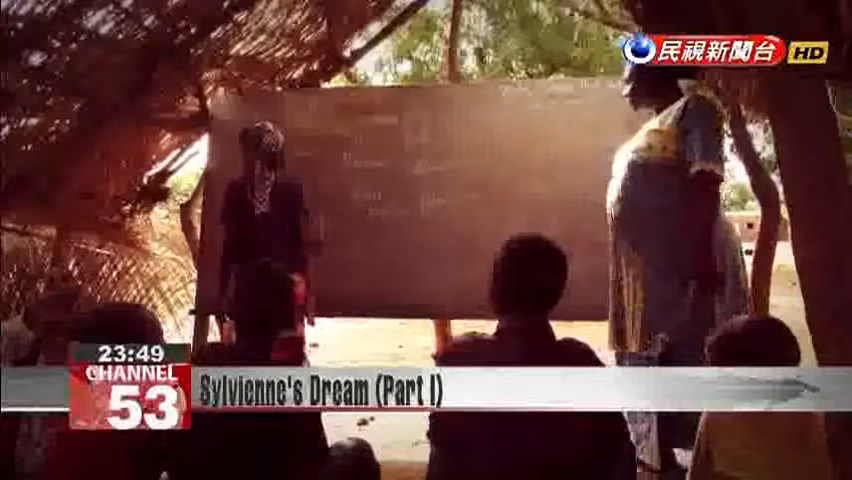 民視新聞台 HD
23:49
CHANNEL
53
Sylvienne's Dream (Part I)